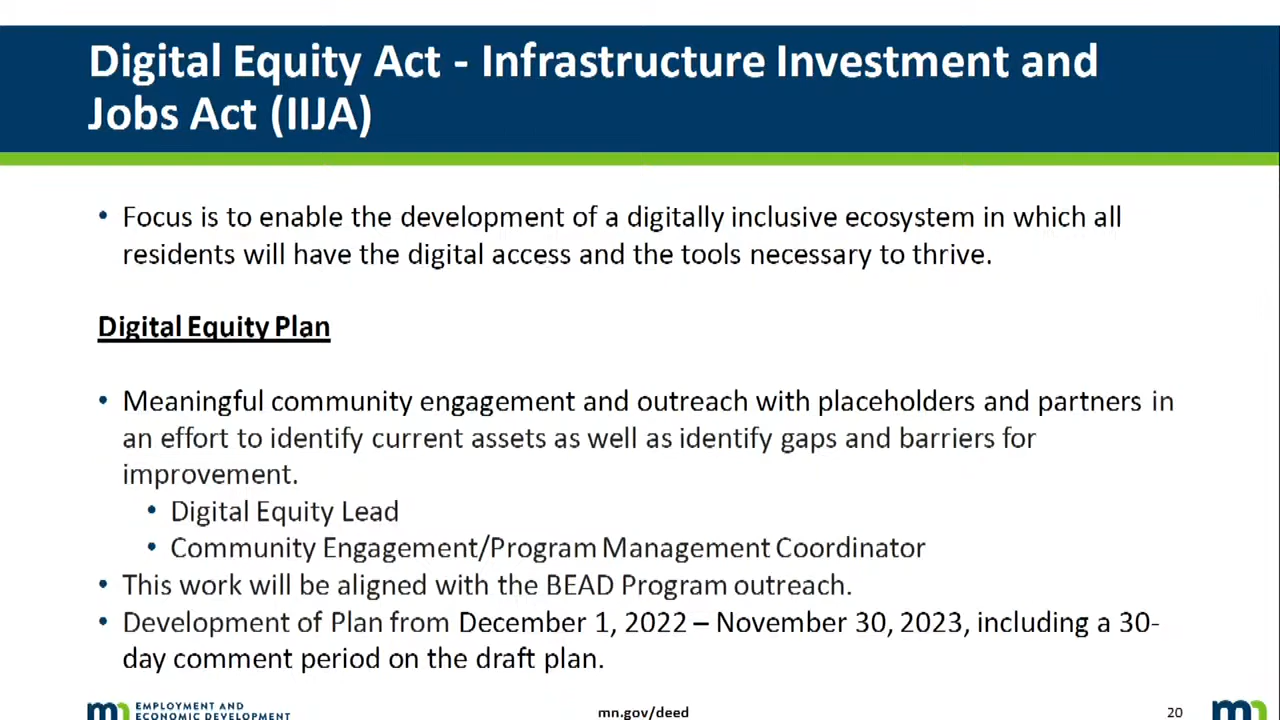 Digital Equity Act - Infrastructure Investment and
Jobs Act (IIJA)
• Focus is to enable the development of a digitally inclusive ecosystem in which all
residents will have the digital access and the tools necessary to thrive.
Digital Equity Plan
• Meaningful community engagement and outreach with placeholders and partners in
an effort to identify current assets as well as identify gaps and barriers for
improvement.
• Digital Equity Lead
• Community Engagement/Program Management Coordinator
• This work will be aligned with the BEAD Program outreach.
• Development of Plan from December 1, 2022 – November 30, 2023, including a 30-
day comment period on the draft plan.
mn EMPLOYMENT AND
ECONOMIC DEVELOPMENT
mn.gov/deed
20
mn